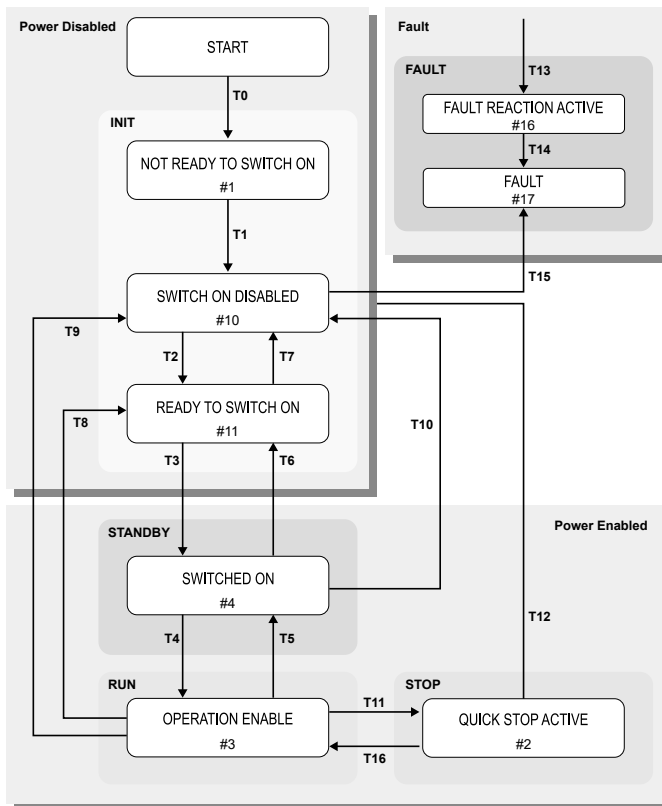 Power Disabled
START
T0
INIT
NOT READY TO SWITCH ON
#1
T1
SWITCH ON DISABLED
#10
T9
T2
T7
READY TO SWITCH ON
#11
T8
T3
T6
T10
Fault
T13
FAULT
FAULT REACTION ACTIVE
#16
T14
FAULT
#17
T15
Power Enabled
STANDBY
SWITCHED ON
#4
T4
T5
T12
RUN
OPERATION ENABLE
#3
T11
T16
STOP
QUICK STOP ACTIVE
#2